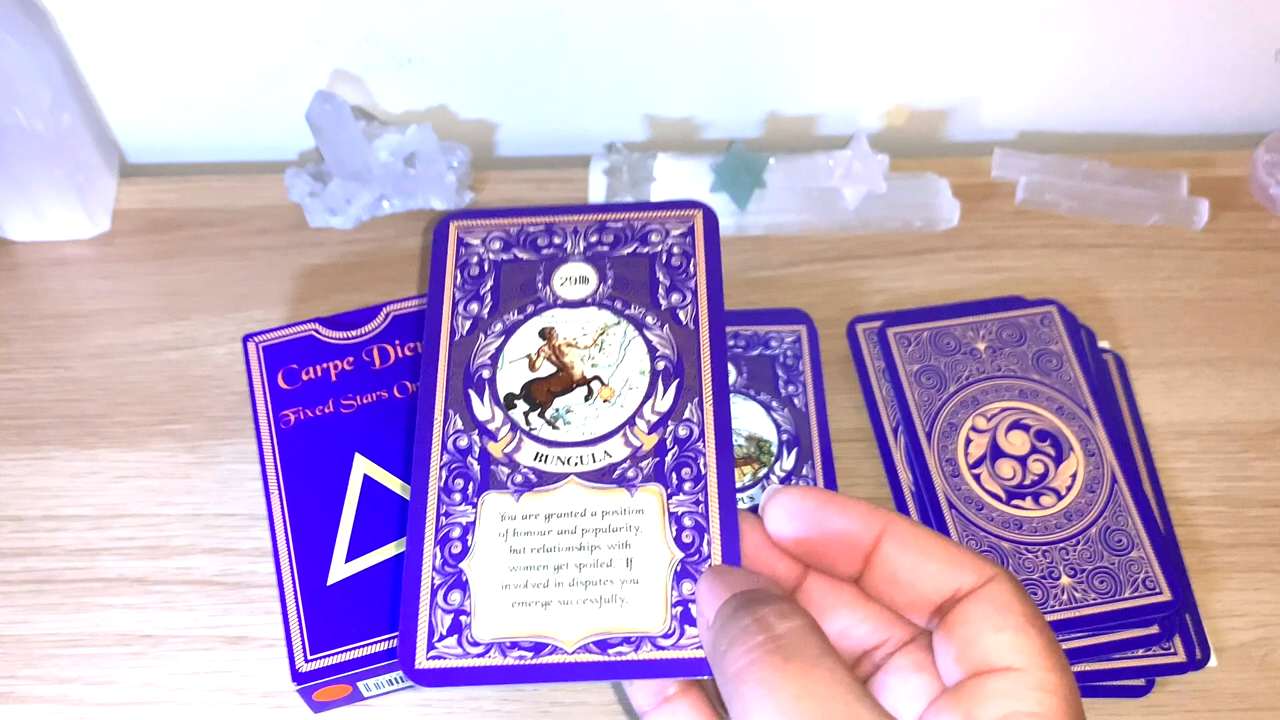 Carpe Diem
Fixed Stars
29♏
BUNGULA
You are granted a position
of honour and popularity,
but relationships with
women get spoiled. If
involved in disputes you
emerge successfully.
PUS